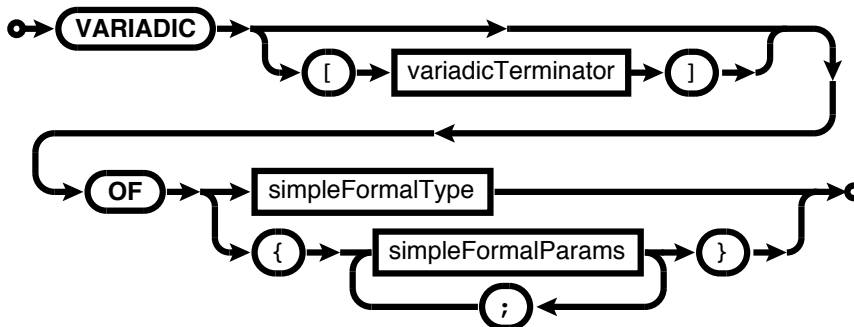 VARIADIC
[ variadicTerminator ]
OF simpleFormalType
{ simpleFormalParams }
;